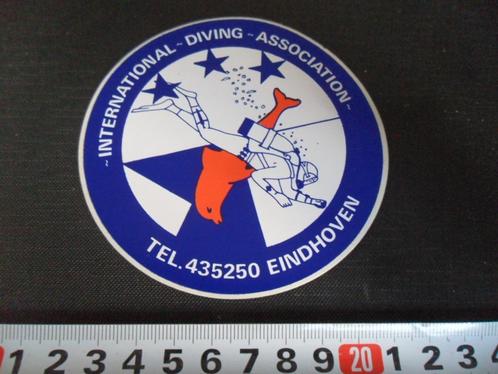 ~INTERNATIONAL~DIVING~ASSOCIATION~
TEL. 435250 EINDHOVEN
1 2 3 4 5 6 7 8 9 20 1 2 3 4